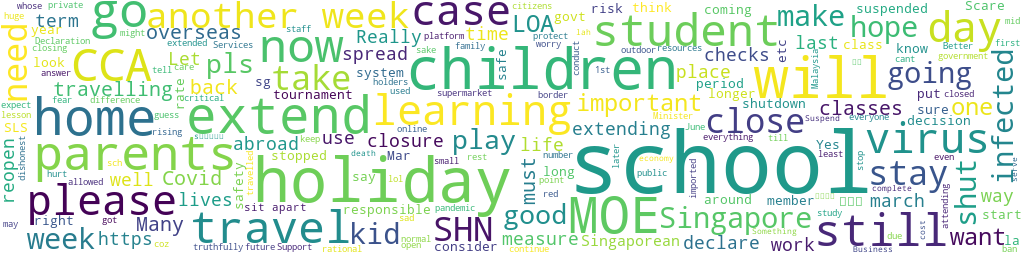 go another week case LOA student make hope day
term overseas Really now spread pls risk think suspended Scare
need CCA Let time checks etc last class know going
look travelling back take children will
home extend learning important place period one infected
SLS parents holiday school MOE close classes virus
reopen well Covid abroad use closure play life extending
please Many lives safety stopped Mar say must long stay shut
week https travel kid SHN good Singapore still want
right responsible measure consider Singaporean declare work
whose private huge year Declaration closing might extended Services staff
tell care answer expect fear difference critical rate sg
system holders used tournament platform family sake worry
protect safe conduct outdoor resources 1st supermarket border
citizens lah govt coming Malaysia Better government cant mid first
longer put closed sure decision shutdown Suspend everyone everything
Yes least till June Minister online keep
lesson guess rising dishonest hurt allowed sch travelled
sit apart death small rest number later point red
lol sad normal open pandemic economy public imported
around member march way start serve even complete
stop study attending cost due Business Something
may got coz truthfully future Support rational continue
la ban